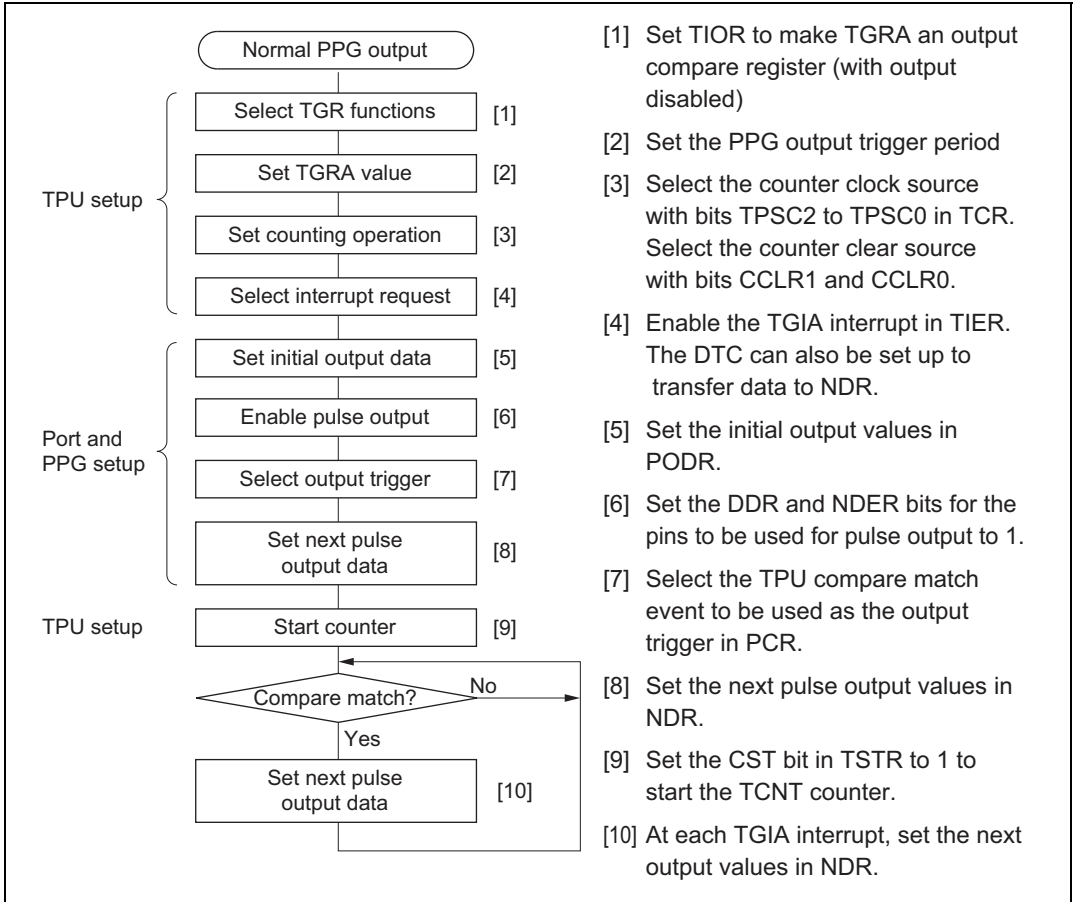 Normal PPG output
TPU setup
Select TGR functions [1]
Set TGRA value [2]
Set counting operation [3]
Select interrupt request [4]
Port and
PPG setup
Set initial output data [5]
Enable pulse output [6]
Select output trigger [7]
Set next pulse
output data [8]
TPU setup
Start counter [9]
Compare match?
No
Yes
Set next pulse
output data [10]
[1] Set TIOR to make TGRA an output
compare register (with output
disabled)
[2] Set the PPG output trigger period
[3] Select the counter clock source
with bits TPSC2 to TPSC0 in TCR.
Select the counter clear source
with bits CCLR1 and CCLR0.
[4] Enable the TGIA interrupt in TIER.
The DTC can also be set up to
transfer data to NDR.
[5] Set the initial output values in
PODR.
[6] Set the DDR and NDER bits for the
pins to be used for pulse output to 1.
[7] Select the TPU compare match
event to be used as the output
trigger in PCR.
[8] Set the next pulse output values in
NDR.
[9] Set the CST bit in TSTR to 1 to
start the TCNT counter.
[10] At each TGIA interrupt, set the next
output values in NDR.